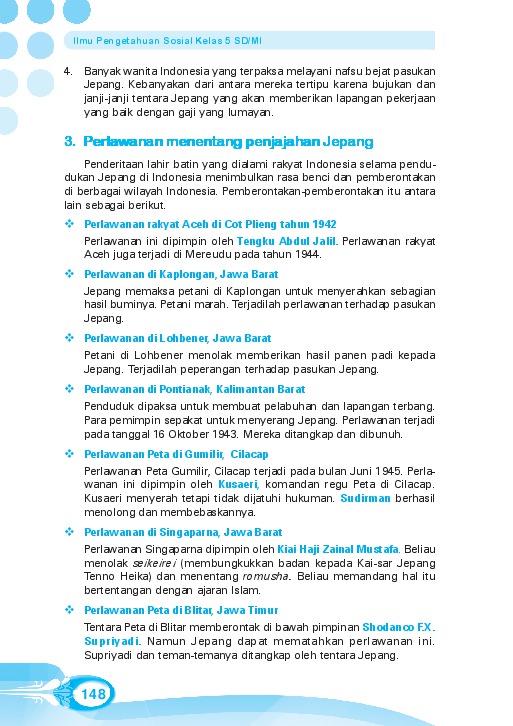 Ilmu Pengetahuan Sosial Kelas 5 SD/MI
4. Banyak wanita Indonesia yang terpaksa melayani nafsu bejat pasukan
Jepang. Kebanyakan dari antara mereka tertipu karena bujukan dan
janji-janji tentara Jepang yang akan memberikan lapangan pekerjaan
yang baik dengan gaji yang lumayan.
3. Perlawanan menentang penjajahan Jepang
Penderitaan lahir batin yang dialami rakyat Indonesia selama pendu-
dukan Jepang di Indonesia menimbulkan rasa benci dan pemberontakan
di berbagai wilayah Indonesia. Pemberontakan-pemberontakan itu antara
lain sebagai berikut.
❖ Perlawanan rakyat Aceh di Cot Plieng tahun 1942
Perlawanan ini dipimpin oleh Tengku Abdul Jalil. Perlawanan rakyat
Aceh juga terjadi di Mereudu pada tahun 1944.
❖ Perlawanan di Kaplongan, Jawa Barat
Jepang memaksa petani di Kaplongan untuk menyerahkan sebagian
hasil buminya. Petani marah. Terjadilah perlawanan terhadap pasukan
Jepang.
❖ Perlawanan di Lohbener, Jawa Barat
Petani di Lohbener menolak memberikan hasil panen padi kepada
Jepang. Terjadilah peperangan terhadap pasukan Jepang.
❖ Perlawanan di Pontianak, Kalimantan Barat
Penduduk dipaksa untuk membuat pelabuhan dan lapangan terbang.
Para pemimpin sepakat untuk menyerang Jepang. Perlawanan terjadi
pada tanggal 16 Oktober 1943. Mereka ditangkap dan dibunuh.
❖ Perlawanan Peta di Gumilir, Cilacap
Perlawanan Peta Gumilir, Cilacap terjadi pada bulan Juni 1945. Perla-
wanan ini dipimpin oleh Kusaeri, komandan regu Peta di Cilacap.
Kusaeri menyerah tetapi tidak dijatuhi hukuman. Sudirman berhasil
menolong dan membebaskannya.
❖ Perlawanan di Singaparna, Jawa Barat
Perlawanan Singaparna dipimpin oleh Kiai Haji Zainal Mustafa. Beliau
menolak seikeirei (membungkukkan badan kepada Kai-sar Jepang
Tenno Heika) dan menentang romusha. Beliau memandang hal itu
bertentangan dengan ajaran Islam.
❖ Perlawanan Peta di Blitar, Jawa Timur
Tentara Peta di Blitar memberontak di bawah pimpinan Shodanco F.X.
Supriyadi. Namun Jepang dapat mematahkan perlawanan ini.
Supriyadi dan teman-temanya ditangkap oleh tentara Jepang.
148